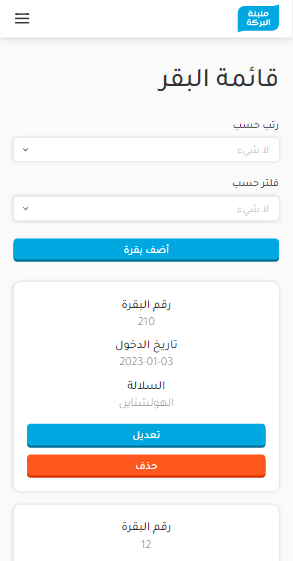 مليلة
البركة
قائمة البقر
رتب حسب
لا شيء
فلتر حسب
لا شيء
أضف بقرة
رقم البقرة
210
تاريخ الدخول
2023-01-03
السلالة
الهولشتاين
تعديل
حذف
رقم البقرة
12